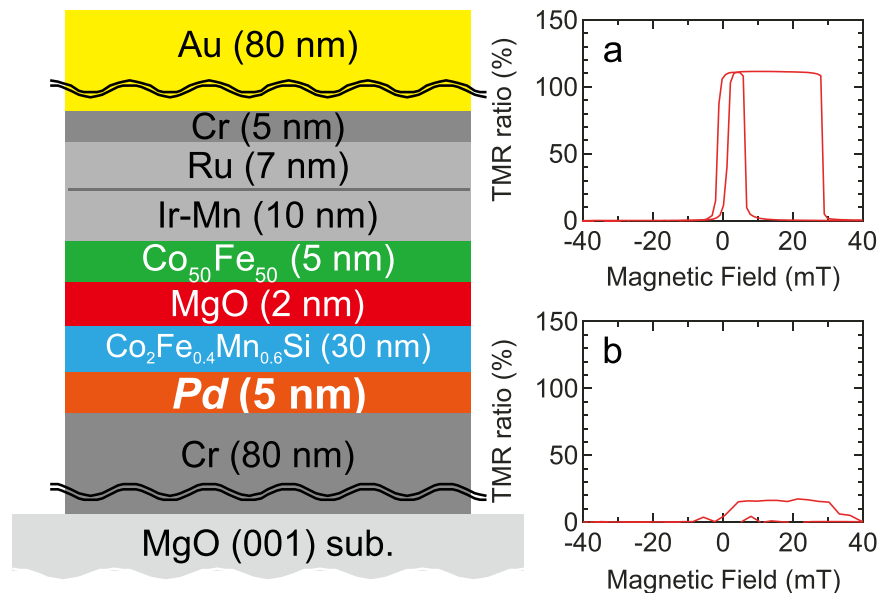 Au (80 nm)
Cr (5 nm)
Ru (7 nm)
Ir-Mn (10 nm)
Co₅₀Fe₅₀ (5 nm)
MgO (2 nm)
Co₂Fe₀.₄Mn₀.₆Si (30 nm)
Pd (5 nm)
Cr (80 nm)
MgO (001) sub.
a
TMR ratio (%)
150
100
50
0
-40 -20 0 20 40
Magnetic Field (mT)
b
TMR ratio (%)
150
100
50
0
-40 -20 0 20 40
Magnetic Field (mT)